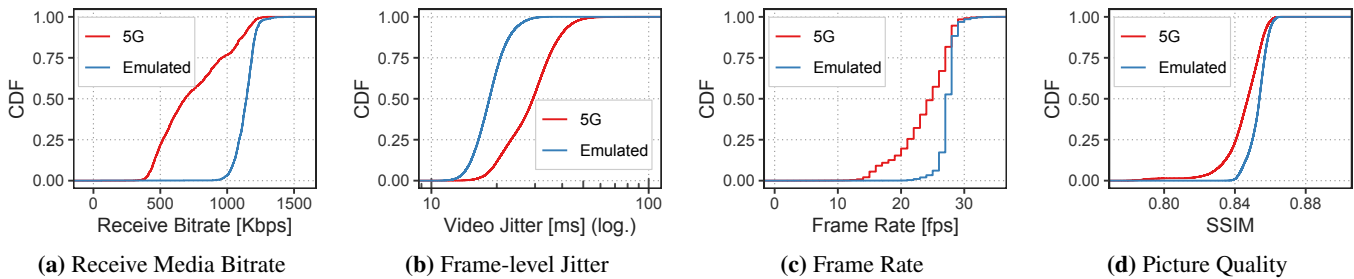 CDF
1.00
0.75
0.50
0.25
0.00
5G
Emulated
0
500
1000
1500
Receive Bitrate [Kbps]
(a) Receive Media Bitrate
CDF
1.00
0.75
0.50
0.25
0.00
5G
Emulated
10
100
Video Jitter [ms] (log.)
(b) Frame-level Jitter
CDF
1.00
0.75
0.50
0.25
0.00
5G
Emulated
0
10
20
30
Frame Rate [fps]
(c) Frame Rate
CDF
1.00
0.75
0.50
0.25
0.00
5G
Emulated
0.80
0.84
0.88
SSIM
(d) Picture Quality